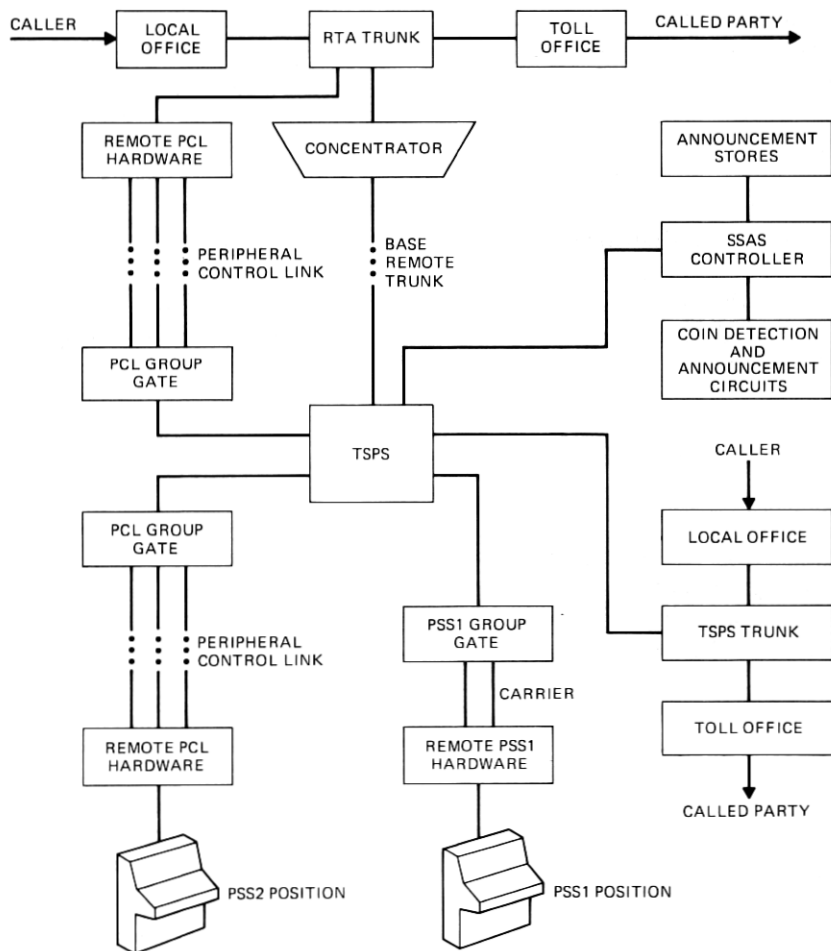 CALLER
LOCAL
OFFICE
RTA TRUNK
TOLL
OFFICE
CALLED PARTY
REMOTE PCL
HARDWARE
CONCENTRATOR
ANNOUNCEMENT
STORES
PERIPHERAL
CONTROL LINK
BASE
REMOTE
TRUNK
SSAS
CONTROLLER
PCL GROUP
GATE
COIN DETECTION
AND
ANNOUNCEMENT
CIRCUITS
TSPS
CALLER
PCL GROUP
GATE
LOCAL OFFICE
PERIPHERAL
CONTROL LINK
PSS1 GROUP
GATE
TSPS TRUNK
CARRIER
REMOTE PCL
HARDWARE
REMOTE PSS1
HARDWARE
TOLL OFFICE
CALLED PARTY
PSS2 POSITION
PSS1 POSITION